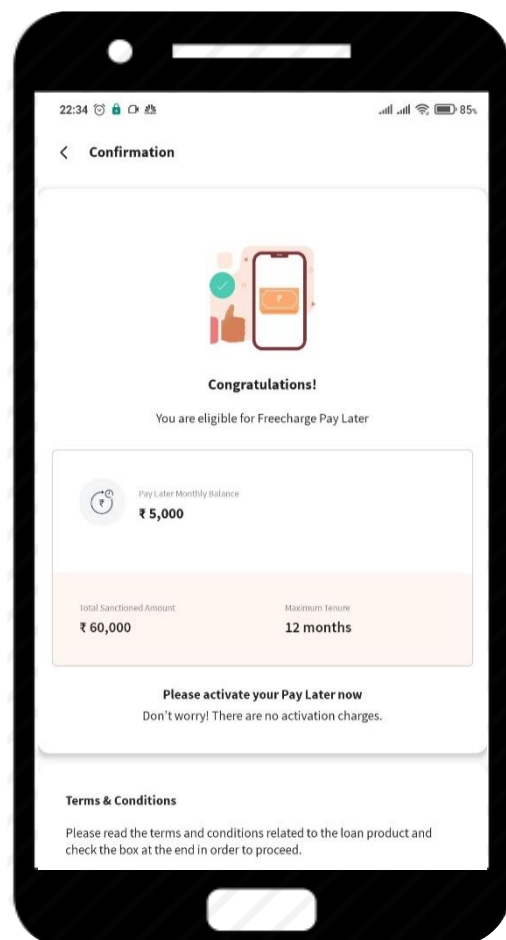 22:34
85%
Confirmation
₹
Congratulations!
You are eligible for Freecharge Pay Later
₹
Pay Later Monthly Balance
₹ 5,000
Total Sanctioned Amount Maximum Tenure
₹ 60,000 12 months
Please activate your Pay Later now
Don't worry! There are no activation charges.
Terms & Conditions
Please read the terms and conditions related to the loan product and
check the box at the end in order to proceed.